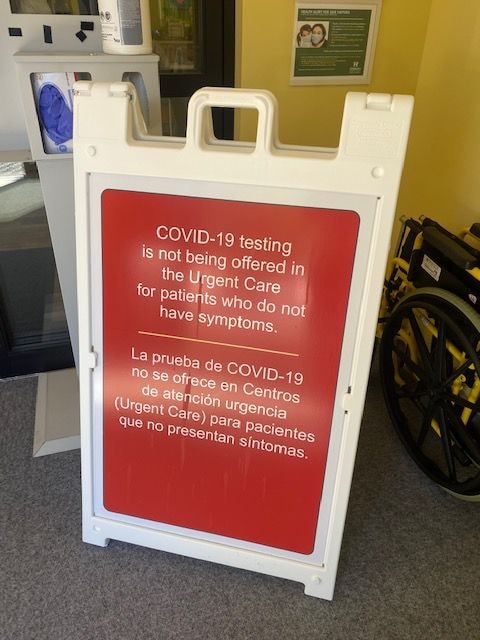 COVID-19 testing
is not being offered in
the Urgent Care
for patients who do not
have symptoms.
La prueba de COVID-19
no se ofrece en Centros
de atención urgencia
(Urgent Care) para pacientes
que no presentan síntomas.